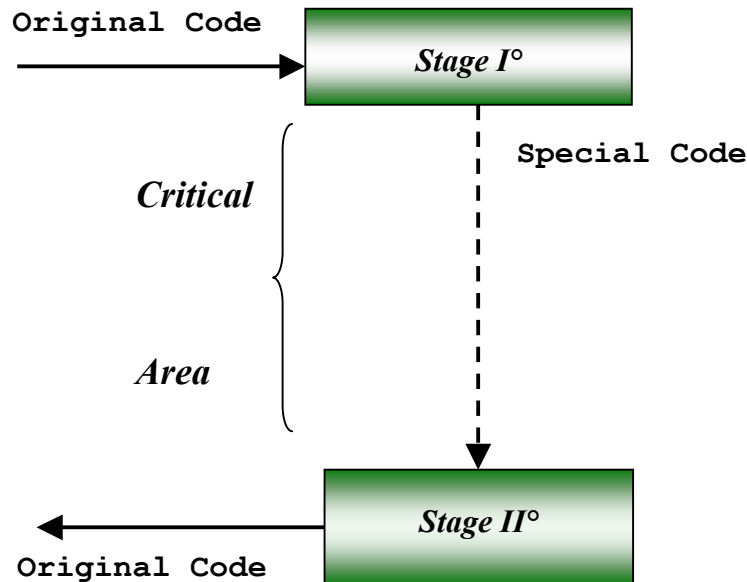 Original Code
Stage I°
Special Code
Critical
Area
Stage II°
Original Code